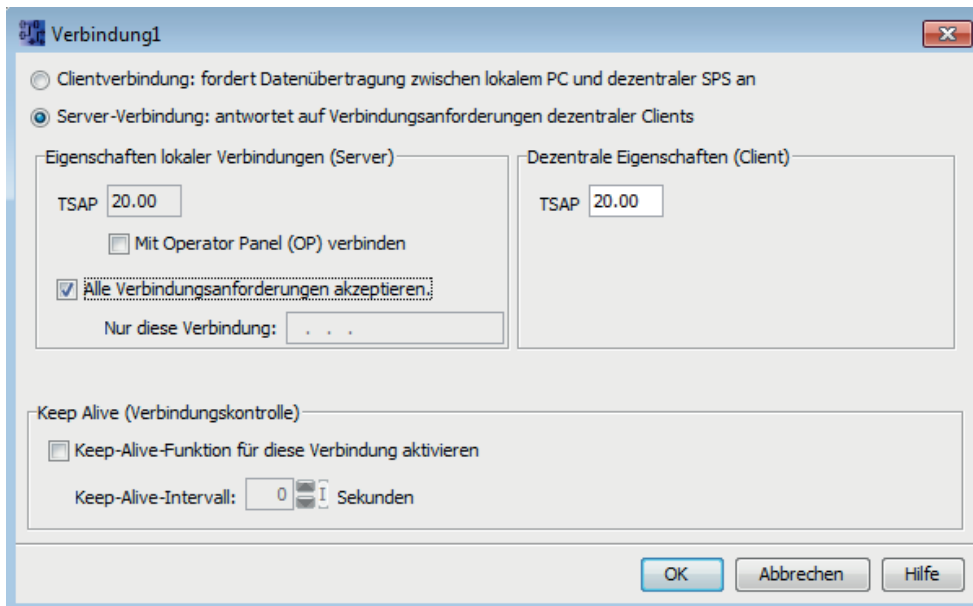 Verbindung1
Clientverbindung: fordert Datenübertragung zwischen lokalem PC und dezentraler SPS an
Server-Verbindung: antwortet auf Verbindungsanforderungen dezentraler Clients
Eigenschaften lokaler Verbindungen (Server)
TSAP 20.00
Mit Operator Panel (OP) verbinden
Alle Verbindungsanforderungen akzeptieren.
Nur diese Verbindung: . . .
Dezentrale Eigenschaften (Client)
TSAP 20.00
Keep Alive (Verbindungskontrolle)
Keep-Alive-Funktion für diese Verbindung aktivieren
Keep-Alive-Intervall: 0 Sekunden
OK Abbrechen Hilfe